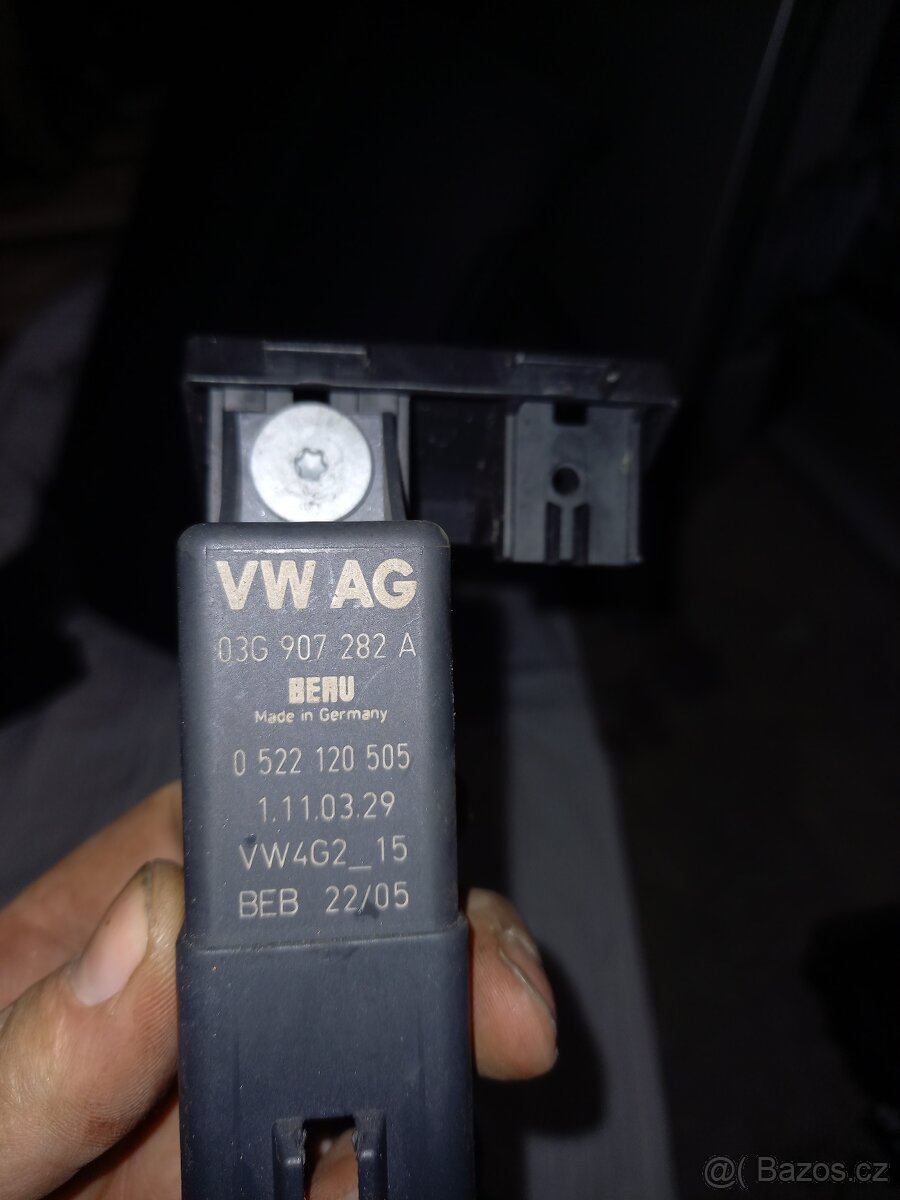 VW AG
03G 907 282 A
BERU
Made in Germany
0 522 120 505
1.11.03.29
VW4G2_15
BEB 22/05
@( Bazos.cz